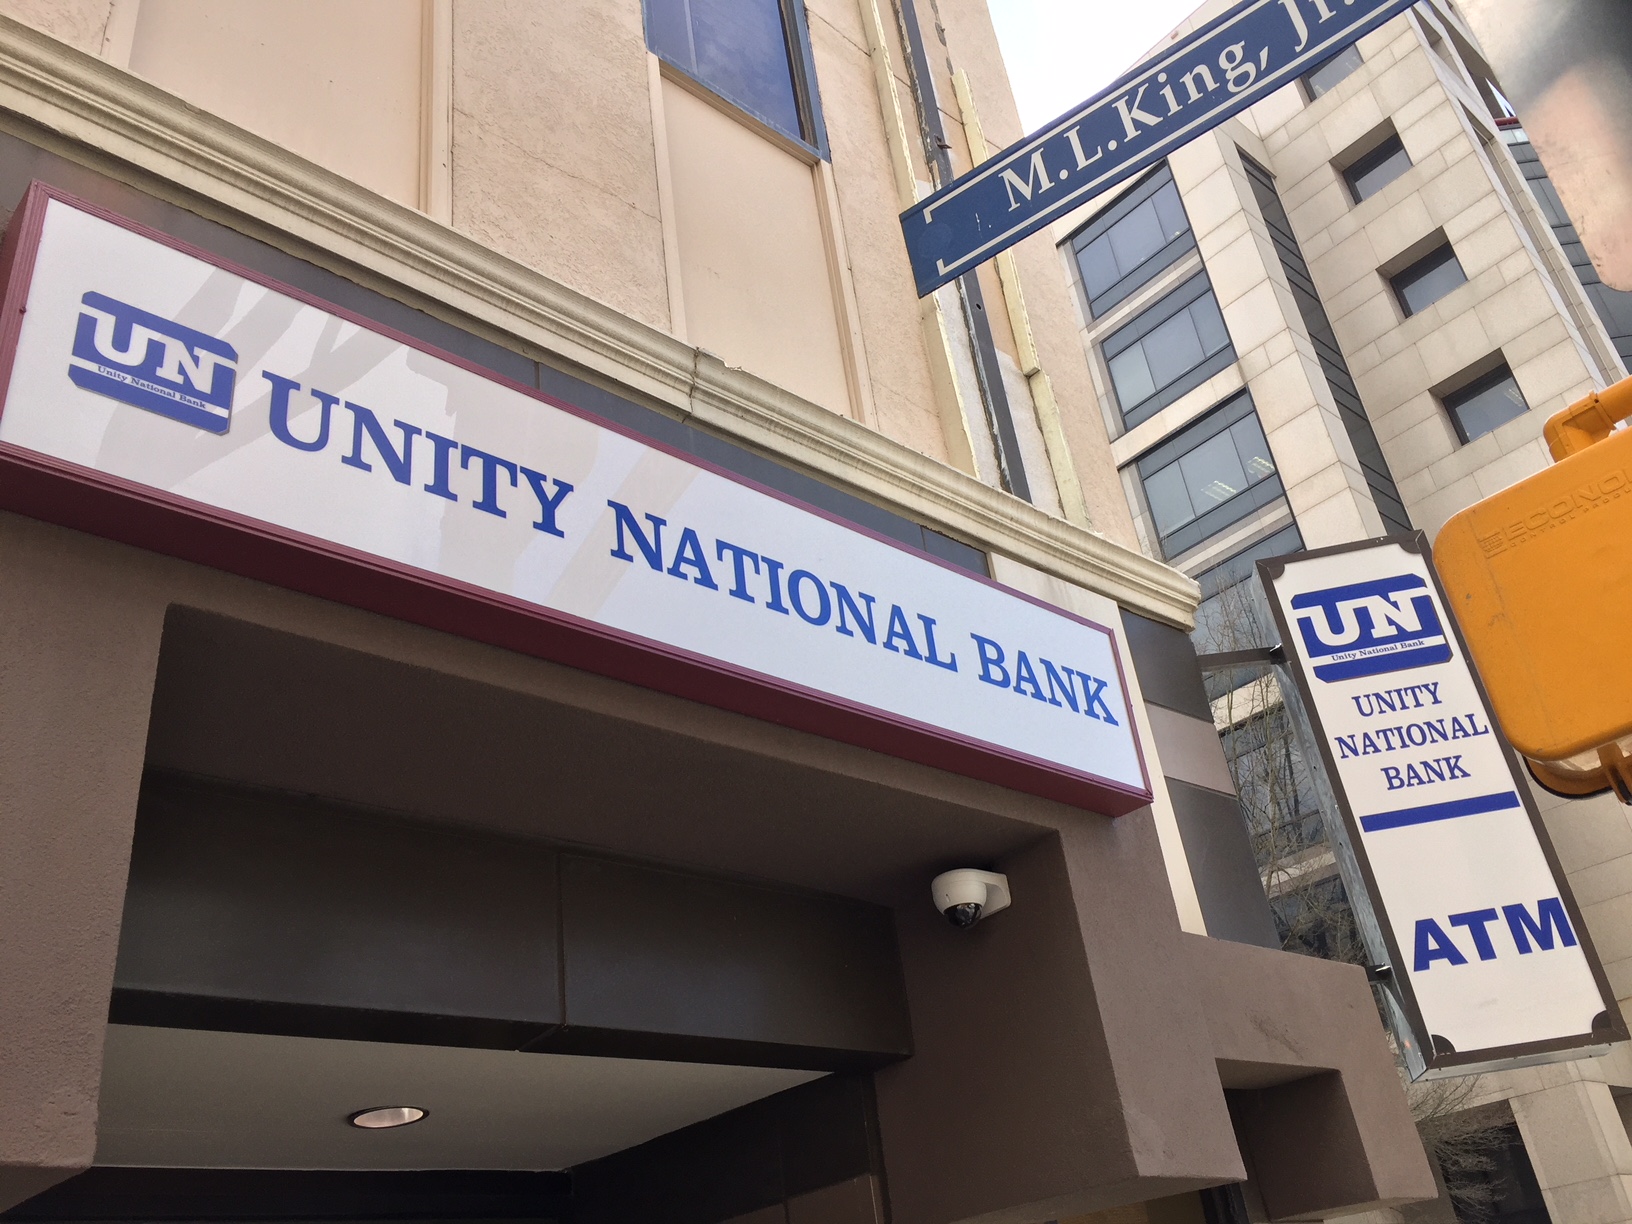 M.L.King, Jr.
UN
Unity National Bank
UNITY NATIONAL BANK
UN
Unity National Bank
UNITY
NATIONAL
BANK
ATM